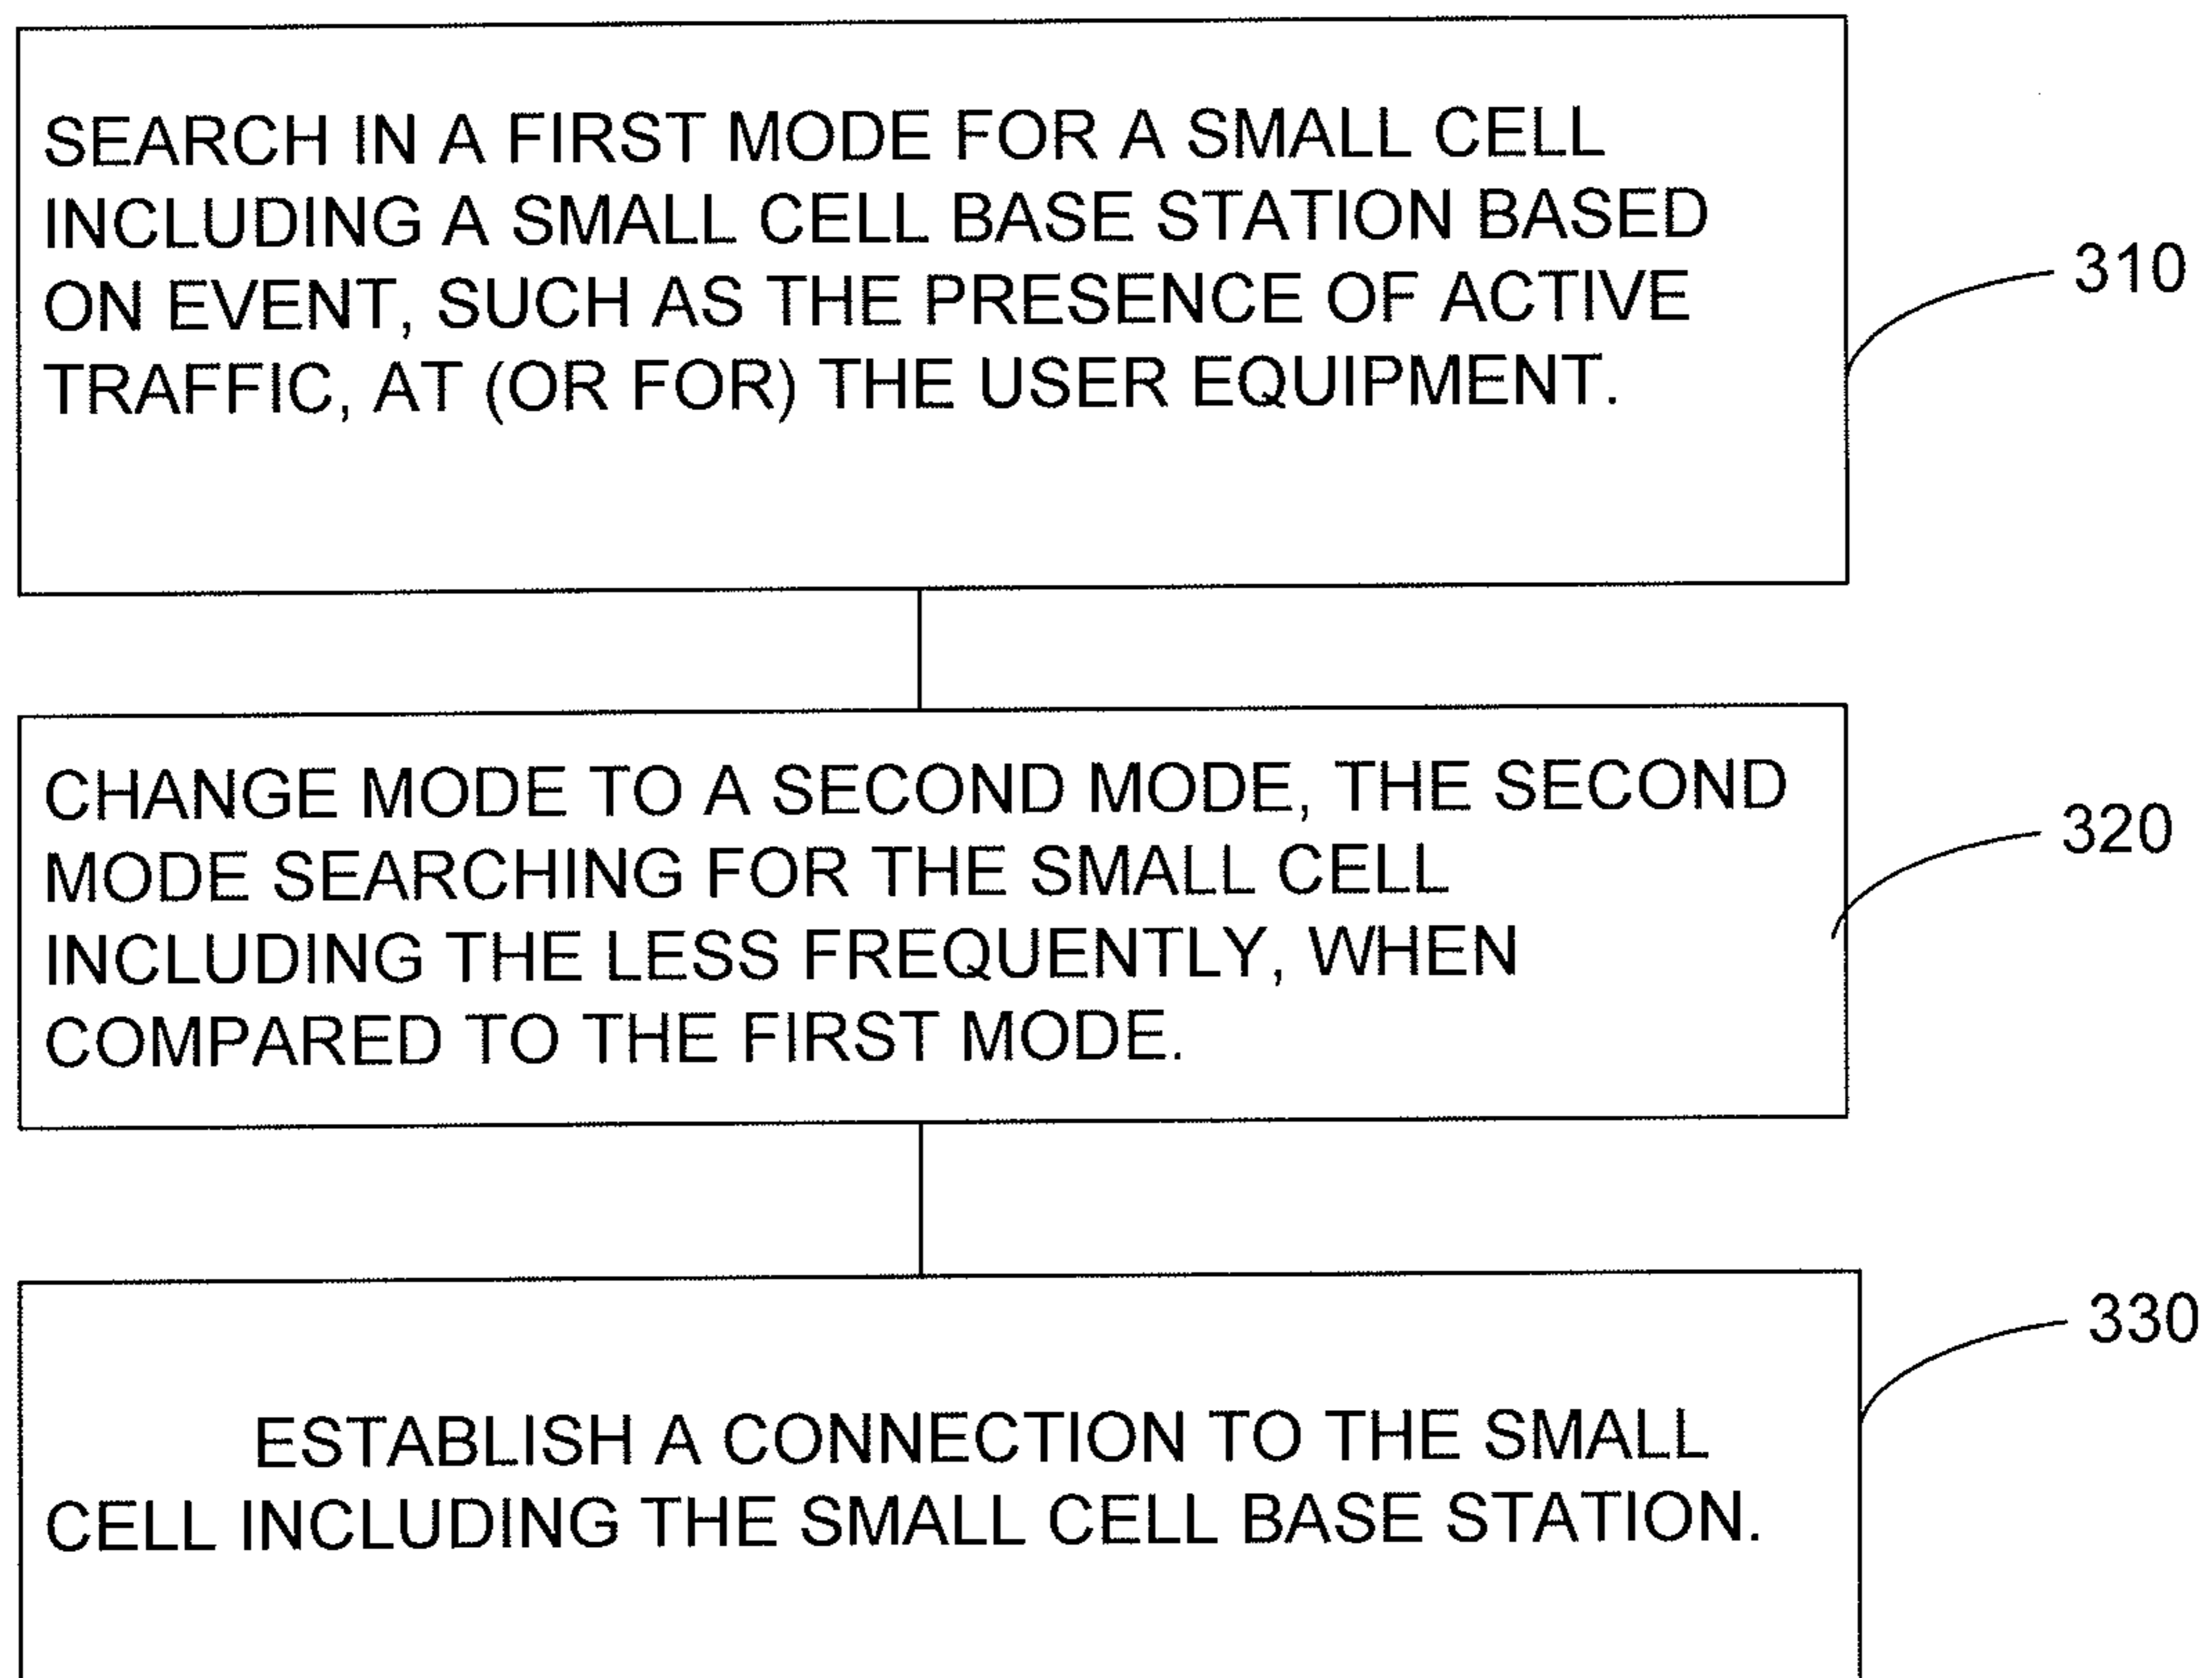 SEARCH IN A FIRST MODE FOR A SMALL CELL
INCLUDING A SMALL CELL BASE STATION BASED
ON EVENT, SUCH AS THE PRESENCE OF ACTIVE
TRAFFIC, AT (OR FOR) THE USER EQUIPMENT.
310
CHANGE MODE TO A SECOND MODE, THE SECOND
MODE SEARCHING FOR THE SMALL CELL
INCLUDING THE LESS FREQUENTLY, WHEN
COMPARED TO THE FIRST MODE.
320
ESTABLISH A CONNECTION TO THE SMALL
CELL INCLUDING THE SMALL CELL BASE STATION.
330